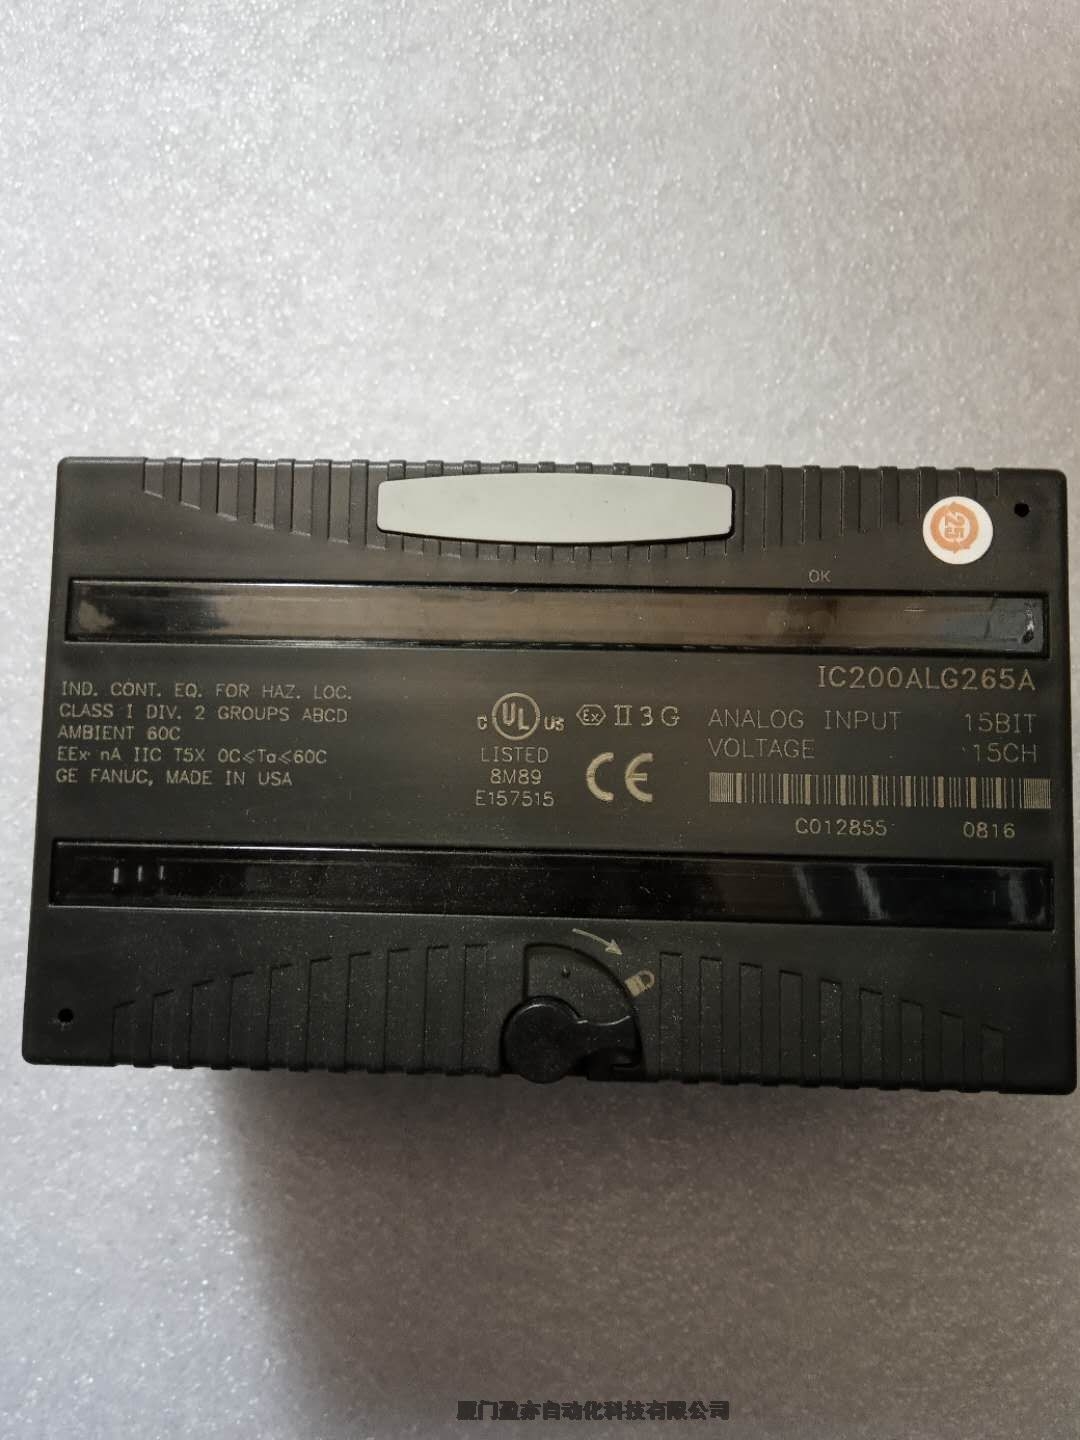 25
OK
IC200ALG265A
IND. CONT. EQ. FOR HAZ. LOC.
CLASS I DIV. 2 GROUPS ABCD
AMBIENT 60C
EEx nA IIC T5X 0C≤Ta≤60C
GE FANUC, MADE IN USA
C UL US
LISTED
8M89
E157515
Ex II 3 G
CE
ANALOG INPUT 15BIT
VOLTAGE 15CH
C012855 0816
厦门盈亦自动化科技有限公司